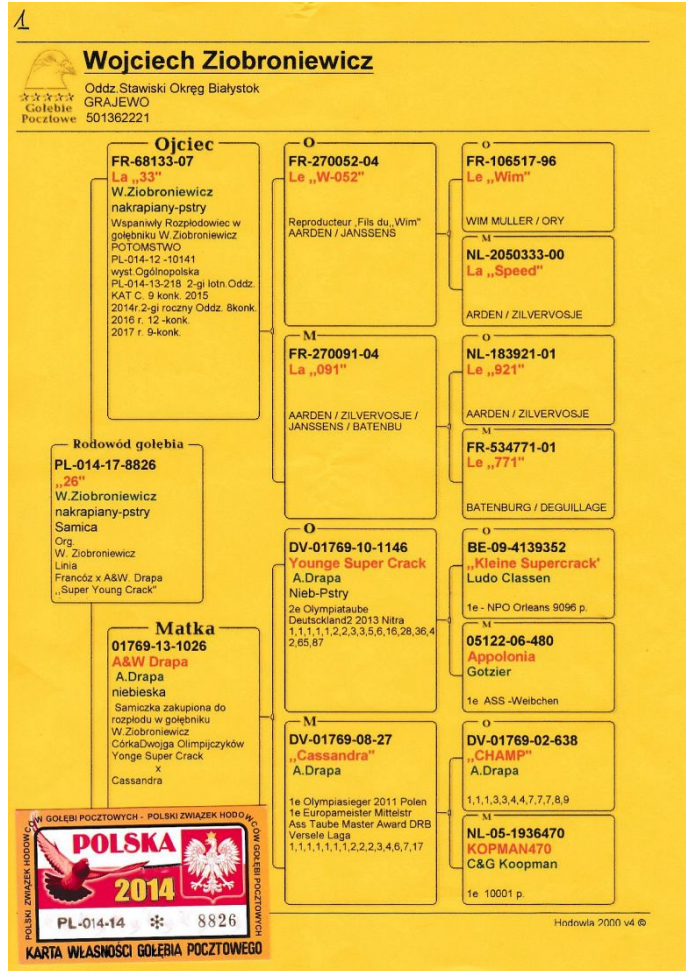 1
Wojciech Ziobroniewicz
Oddz.Stawiski Okręg Białystok
GRAJEWO
501362221
Gołebie
Pocztowe
Rodowód gołębia
PL-014-17-8826
,,26"
W.Ziobroniewicz
nakrapiany-pstry
Samica
Org.
W. Ziobroniewicz
Linia
Francóz x A&W. Drapa
,,Super Young Crack"
Ojciec
FR-68133-07
La ,,33"
W.Ziobroniewicz
nakrapiany-pstry
Wspaniwły Rozpłodowiec w
gołębniku W.Ziobroniewicz
POTOMSTWO
PL-014-12 -10141
wyst.Ogólnopolska
PL-014-13-218 2-gi lotn.Oddz.
KAT C. 9 konk. 2015
2014r.2-gi roczny Oddz. 8konk.
2016 r. 12 -konk.
2017 r. 9-konk.
Matka
01769-13-1026
A&W Drapa
A.Drapa
niebieska
Samiczka zakupiona do
rozpłodu w gołębniku
W.Ziobroniewicz
CórkaDwojga Olimpijczyków
Yonge Super Crack
x
Cassandra
O
FR-270052-04
Le ,,W-052"
Reproducteur ,Fils du,,Wim"
AARDEN / JANSSENS
M
FR-270091-04
La ,,091"
AARDEN / ZILVERVOSJE /
JANSSENS / BATENBU
O
DV-01769-10-1146
Younge Super Crack
A.Drapa
Nieb-Pstry
2e Olympiataube
Deutsckland2 2013 Nitra
1,1,1,1,1,2,2,3,3,5,6,16,28,36,4
2,65,87
M
DV-01769-08-27
,,Cassandra"
A.Drapa
1e Olympiasieger 2011 Polen
1e Europameister Mittelstr
Ass Taube Master Award DRB
Versele Laga
1,1,1,1,1,1,1,2,2,2,3,4,6,7,17
O
FR-106517-96
Le ,,Wim"
WIM MULLER / ORY
M
NL-2050333-00
La ,,Speed"
ARDEN / ZILVERVOSJE
O
NL-183921-01
Le ,,921"
AARDEN / ZILVERVOSJE
M
FR-534771-01
Le ,,771"
BATENBURG / DEGUILLAGE
O
BE-09-4139352
,,Kleine Supercrack'
Ludo Classen
1e - NPO Orleans 9096 p.
M
05122-06-480
Appolonia
Gotzier
1e ASS -Weibchen
O
DV-01769-02-638
,,CHAMP"
A.Drapa
1,1,1,3,3,4,4,7,7,7,8,9
M
NL-05-1936470
KOPMAN470
C&G Koopman
1e 10001 p.
POLSKI ZWIĄZEK HODOWCÓW GOŁĘBI POCZTOWYCH - POLSKI ZWIĄZEK HODOWCÓW GOŁĘBI POCZTOWYCH
POLSKA
2014
PL-014-14 8826
KARTA WŁASNOŚCI GOŁĘBIA POCZTOWEGO
Hodowla 2000 v4 ©